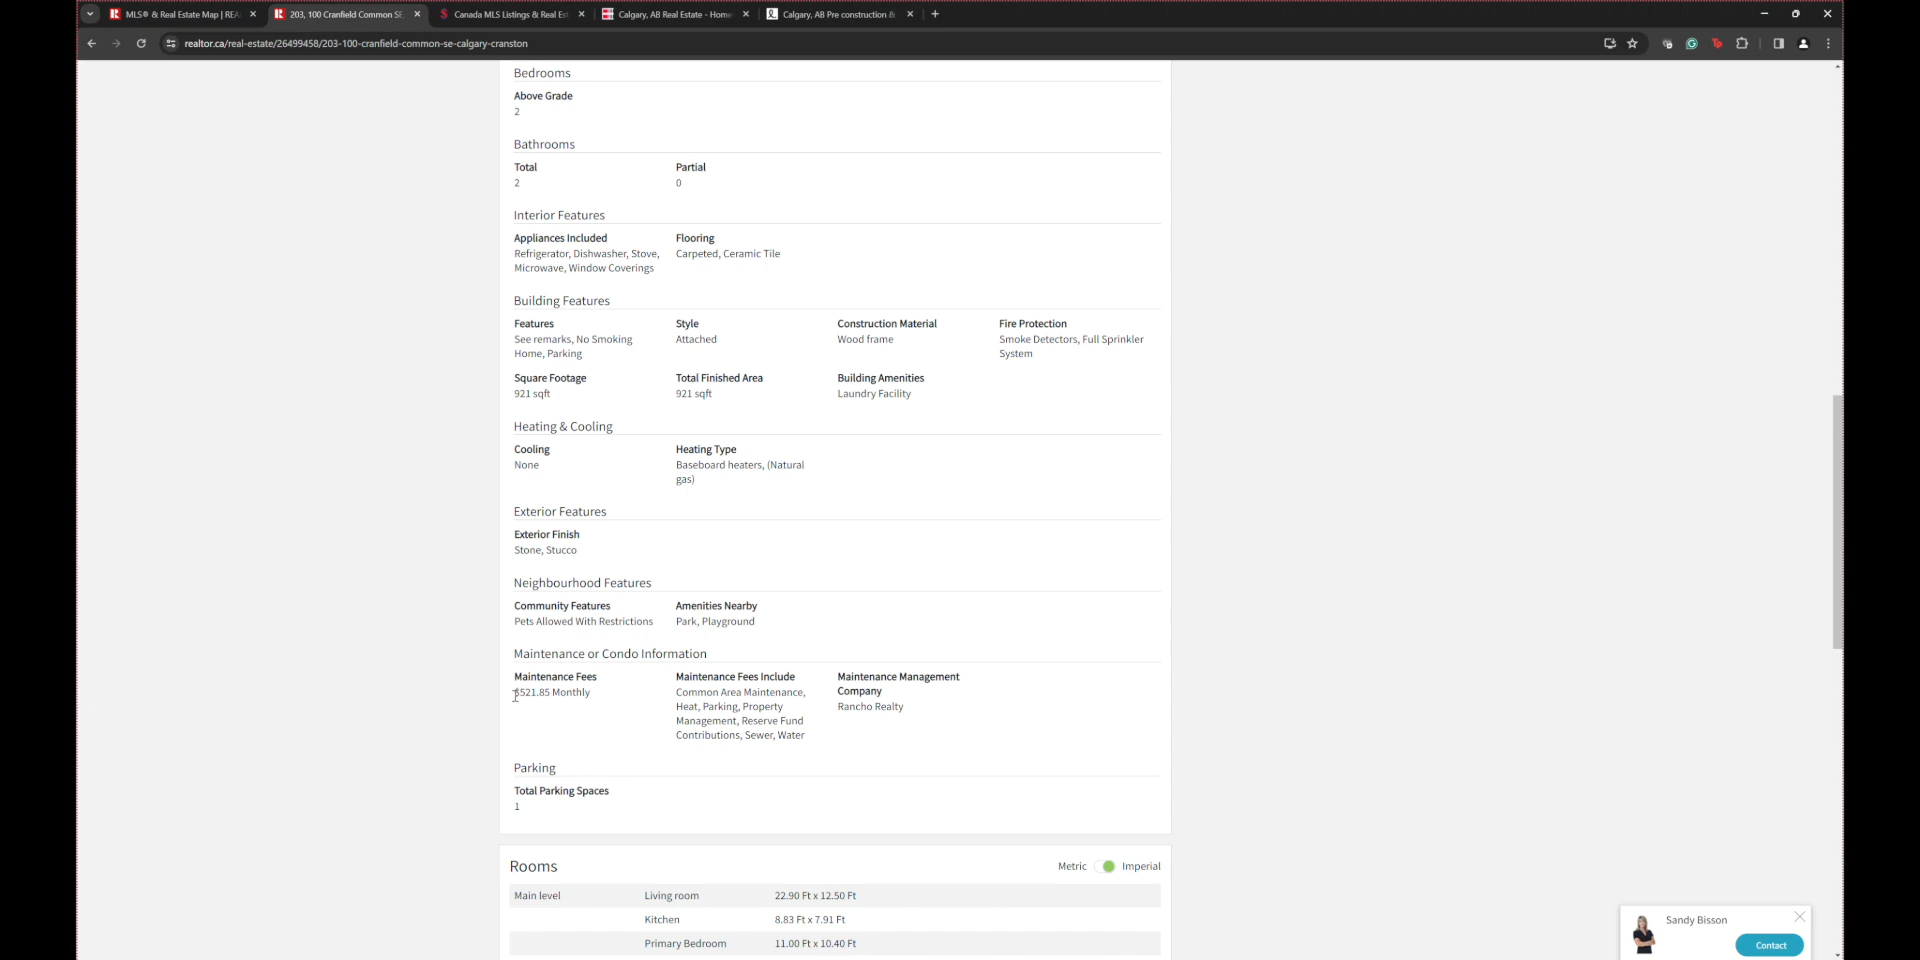 MLS® & Real Estate Map | REA
203, 100 Cranfield Common SE
Canada MLS Listings & Real Est
Calgary, AB Real Estate - Home
Calgary, AB Pre construction &
realtor.ca/real-estate/26499458/203-100-cranfield-common-se-calgary-cranston
Bedrooms
Above Grade
2
Bathrooms
Total Partial
2 0
Interior Features
Appliances Included Flooring
Refrigerator, Dishwasher, Stove, Carpeted, Ceramic Tile
Microwave, Window Coverings
Building Features
Features Style Construction Material Fire Protection
See remarks, No Smoking Attached Wood frame Smoke Detectors, Full Sprinkler
Home, Parking System
Square Footage Total Finished Area Building Amenities
921 sqft 921 sqft Laundry Facility
Heating & Cooling
Cooling Heating Type
None Baseboard heaters, (Natural
gas)
Exterior Features
Exterior Finish
Stone, Stucco
Neighbourhood Features
Community Features Amenities Nearby
Pets Allowed With Restrictions Park, Playground
Maintenance or Condo Information
Maintenance Fees Maintenance Fees Include Maintenance Management
Company
$521.85 Monthly Common Area Maintenance,
Heat, Parking, Property Rancho Realty
Management, Reserve Fund
Contributions, Sewer, Water
Parking
Total Parking Spaces
1
Rooms Metric Imperial
Main level Living room 22.90 Ft x 12.50 Ft
Kitchen 8.83 Ft x 7.91 Ft
Primary Bedroom 11.00 Ft x 10.40 Ft
Sandy Bisson
Contact